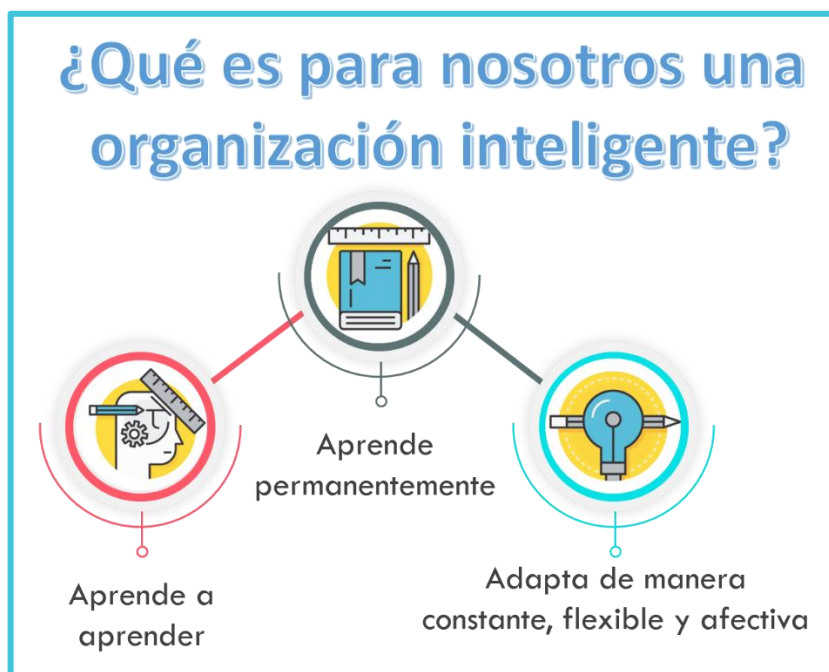 ¿Qué es para nosotros una
organización inteligente?
Aprende a
aprender
Aprende
permanentemente
Adapta de manera
constante, flexible y afectiva